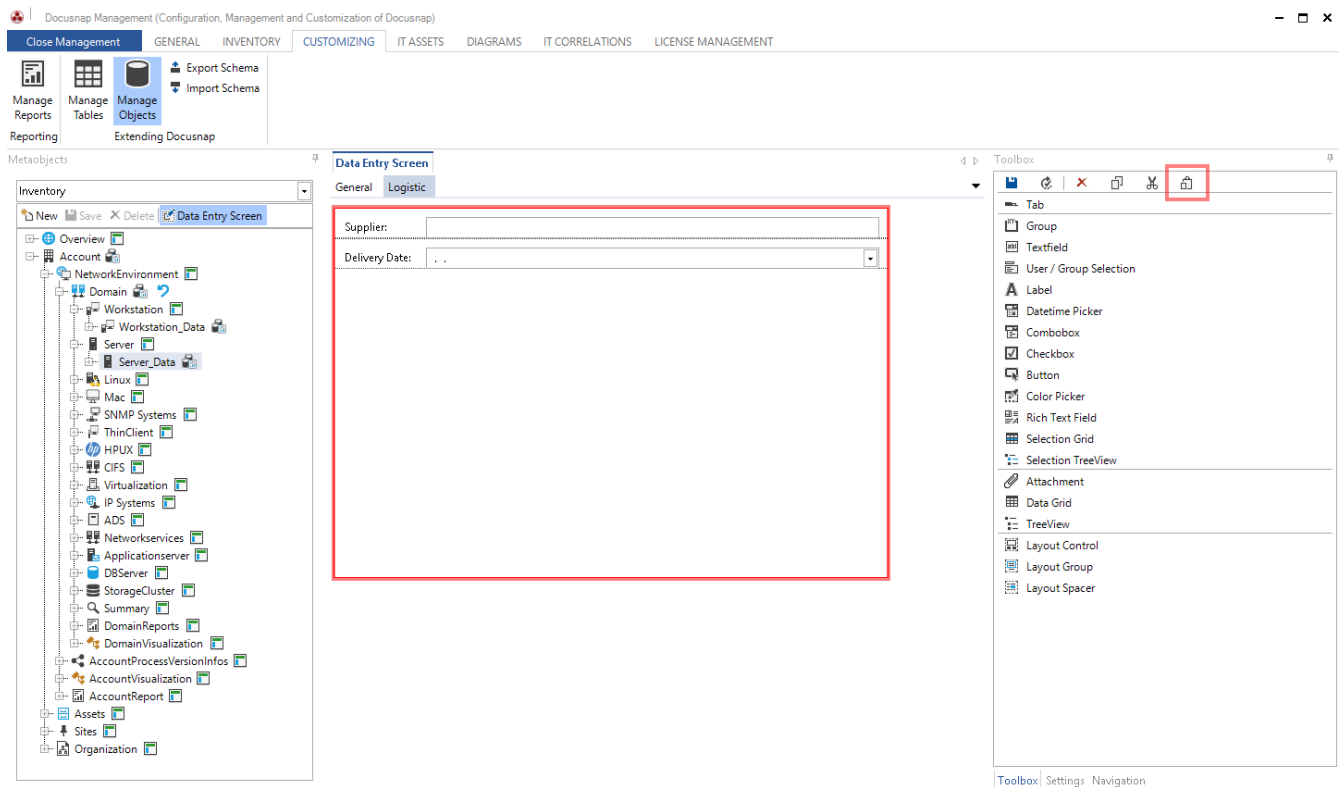 Docusnap Management (Configuration, Management and Customization of Docusnap)
Close Management GENERAL INVENTORY CUSTOMIZING IT ASSETS DIAGRAMS IT CORRELATIONS LICENSE MANAGEMENT
Manage Reports
Manage Tables
Manage Objects
Export Schema
Import Schema
Reporting
Extending Docusnap
Metaobjects
Inventory
New Save Delete Data Entry Screen
Overview
Account
NetworkEnvironment
Domain
Workstation
Workstation_Data
Server
Server_Data
Linux
Mac
SNMP Systems
ThinClient
HPUX
CIFS
Virtualization
IP Systems
ADS
Networkservices
Applicationserver
DBServer
StorageCluster
Summary
DomainReports
DomainVisualization
AccountProcessVersionInfos
AccountVisualization
AccountReport
Assets
Sites
Organization
Data Entry Screen
General Logistic
Supplier:
Delivery Date: . .
Toolbox
Tab
Group
Textfield
User / Group Selection
Label
Datetime Picker
Combobox
Checkbox
Button
Color Picker
Rich Text Field
Selection Grid
Selection TreeView
Attachment
Data Grid
TreeView
Layout Control
Layout Group
Layout Spacer
Toolbox Settings Navigation